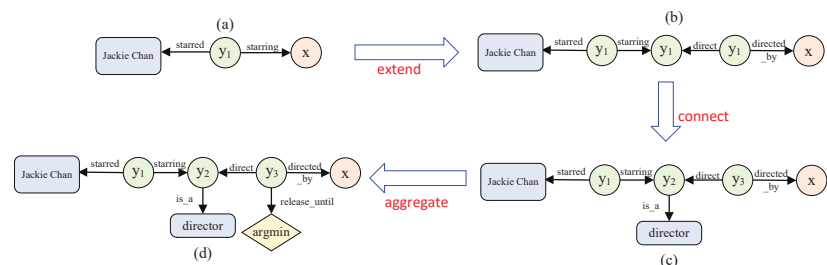 (a)
Jackie Chan starred y1 starring x
extend
(b)
Jackie Chan starred y1 starring y1 direct y1 directed _by x
connect
Jackie Chan starred y1 starring y2 direct y3 directed _by x
is_a
director
(c)
aggregate
Jackie Chan starred y1 starring y2 direct y3 directed _by x
is_a release_until
director argmin
(d)